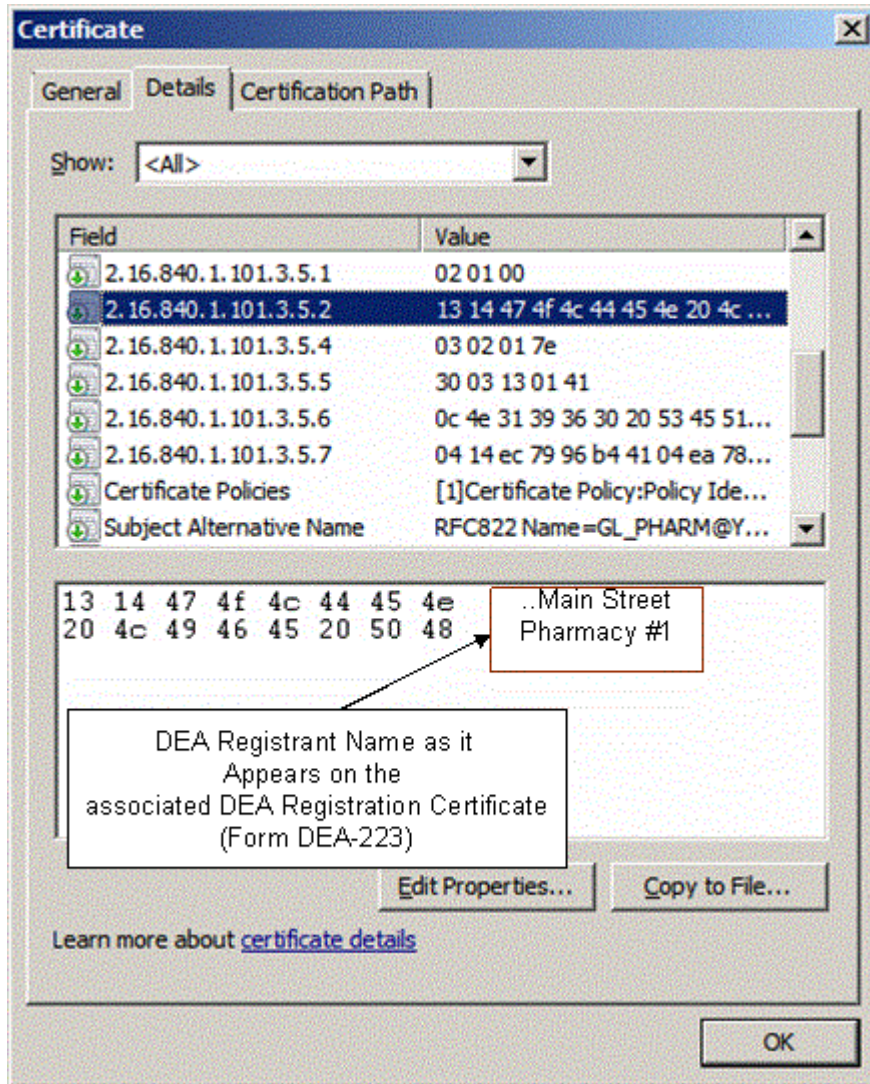 Certificate
General Details Certification Path
Show: <All>
Field Value
2.16.840.1.101.3.5.1 02 01 00
2.16.840.1.101.3.5.2 13 14 47 4f 4c 44 45 4e 20 4c ...
2.16.840.1.101.3.5.4 03 02 01 7e
2.16.840.1.101.3.5.5 30 03 13 01 41
2.16.840.1.101.3.5.6 0c 4e 31 39 36 30 20 53 45 51...
2.16.840.1.101.3.5.7 04 14 ec 79 96 b4 41 04 ea 78...
Certificate Policies [1]Certificate Policy:Policy Ide...
Subject Alternative Name RFC822 Name=GL_PHARM@Y...
13 14 47 4f 4c 44 45 4e ..Main Street
20 4c 49 46 45 20 50 48 Pharmacy #1
DEA Registrant Name as it
Appears on the
associated DEA Registration Certificate
(Form DEA-223)
Edit Properties... Copy to File...
Learn more about certificate details
OK